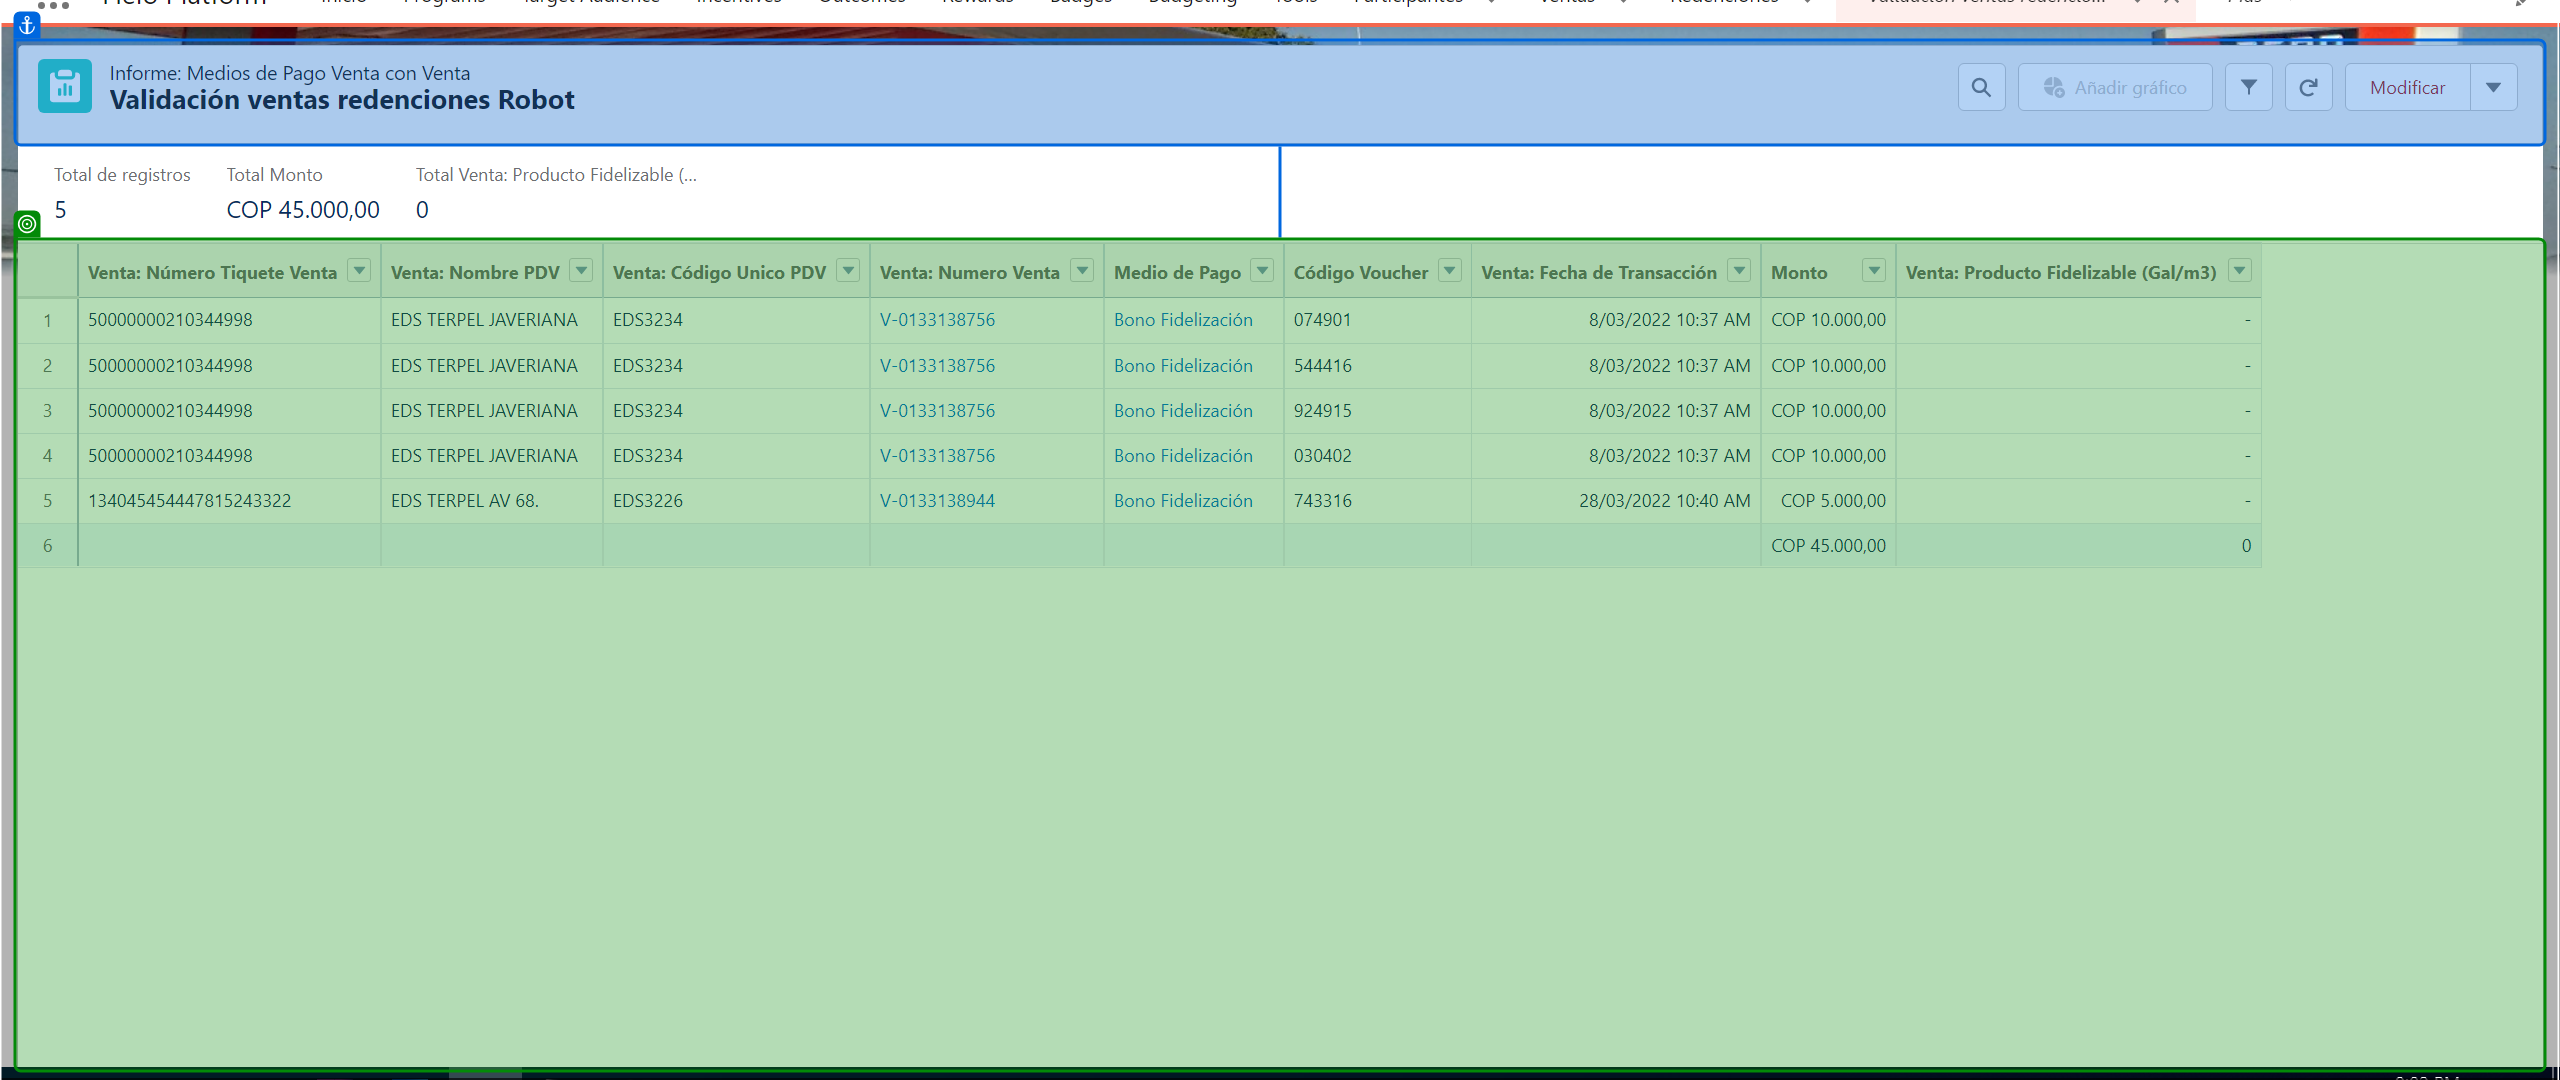 Informe: Medios de Pago Venta con Venta
Validación ventas redenciones Robot
Añadir gráfico
Modificar
Total de registros Total Monto Total Venta: Producto Fidelizable (...
5 COP 45.000,00 0
Venta: Número Tiquete Venta Venta: Nombre PDV Venta: Código Unico PDV Venta: Numero Venta Medio de Pago Código Voucher Venta: Fecha de Transacción Monto Venta: Producto Fidelizable (Gal/m3)
1 50000000210344998 EDS TERPEL JAVERIANA EDS3234 V-0133138756 Bono Fidelización 074901 8/03/2022 10:37 AM COP 10.000,00 -
2 50000000210344998 EDS TERPEL JAVERIANA EDS3234 V-0133138756 Bono Fidelización 544416 8/03/2022 10:37 AM COP 10.000,00 -
3 50000000210344998 EDS TERPEL JAVERIANA EDS3234 V-0133138756 Bono Fidelización 924915 8/03/2022 10:37 AM COP 10.000,00 -
4 50000000210344998 EDS TERPEL JAVERIANA EDS3234 V-0133138756 Bono Fidelización 030402 8/03/2022 10:37 AM COP 10.000,00 -
5 134045454447815243322 EDS TERPEL AV 68. EDS3226 V-0133138944 Bono Fidelización 743316 28/03/2022 10:40 AM COP 5.000,00 -
6 COP 45.000,00 0